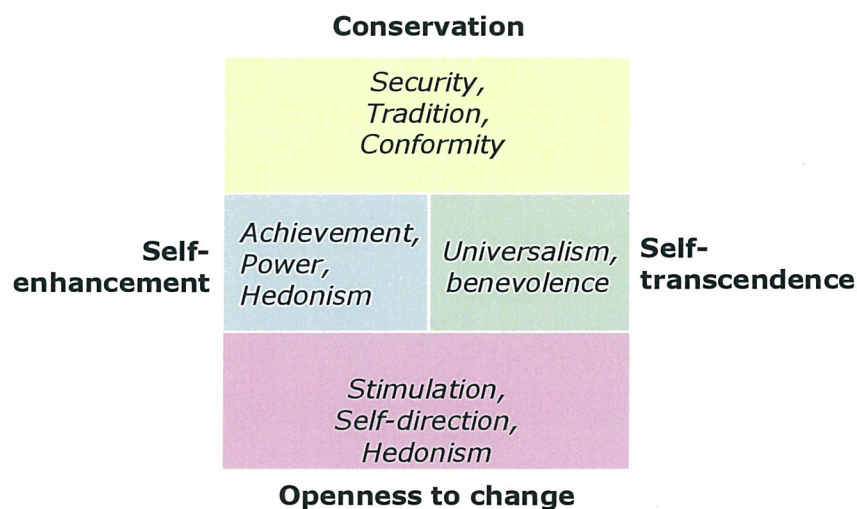 Conservation
Security,
Tradition,
Conformity
Self-
enhancement
Achievement,
Power,
Hedonism
Universalism,
benevolence
Self-
transcendence
Stimulation,
Self-direction,
Hedonism
Openness to change